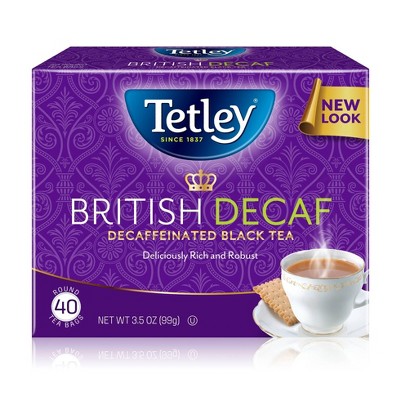 Tetley
SINCE 1837
NEW
LOOK
BRITISH DECAF
DECAFFEINATED BLACK TEA
Deliciously Rich and Robust
ROUND
40
TEA BAGS
NET WT 3.5 OZ (99g)
U